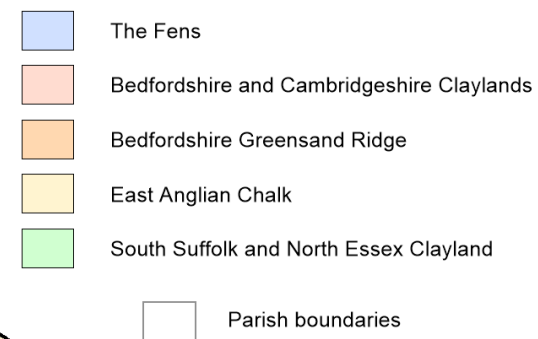 The Fens
Bedfordshire and Cambridgeshire Claylands
Bedfordshire Greensand Ridge
East Anglian Chalk
South Suffolk and North Essex Clayland
Parish boundaries